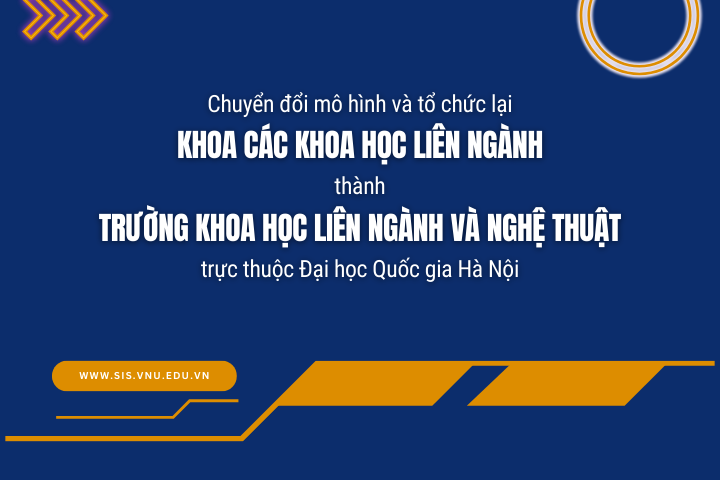 Chuyển đổi mô hình và tổ chức lại
KHOA CÁC KHOA HỌC LIÊN NGÀNH
thành
TRƯỜNG KHOA HỌC LIÊN NGÀNH VÀ NGHỆ THUẬT
trực thuộc Đại học Quốc gia Hà Nội
WWW.SIS.VNU.EDU.VN